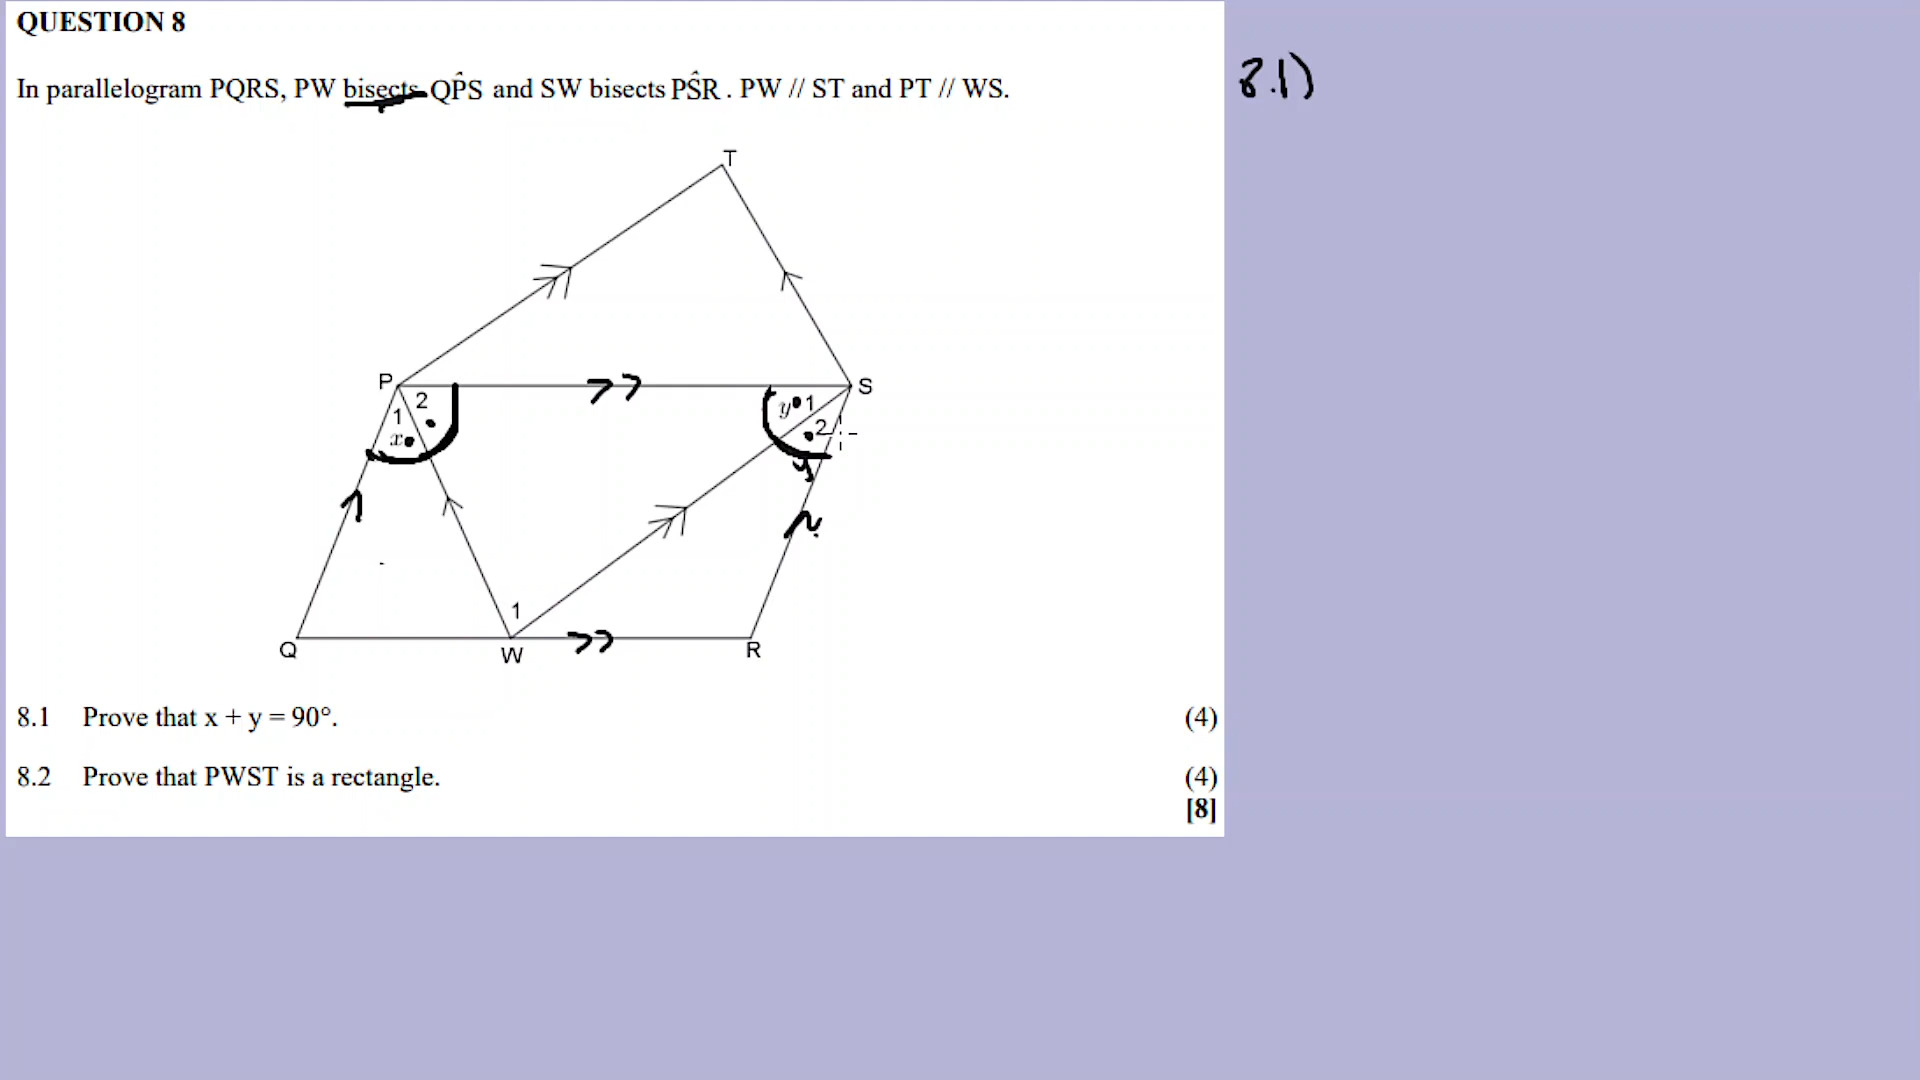 QUESTION 8
8.1)
In parallelogram PQRS, PW bisects QP̂S and SW bisects PŜR . PW // ST and PT // WS.
T
P
S
2
1
x
y 1
2
y
1
Q
W
R
8.1 Prove that x + y = 90°. (4)
8.2 Prove that PWST is a rectangle. (4)
[8]